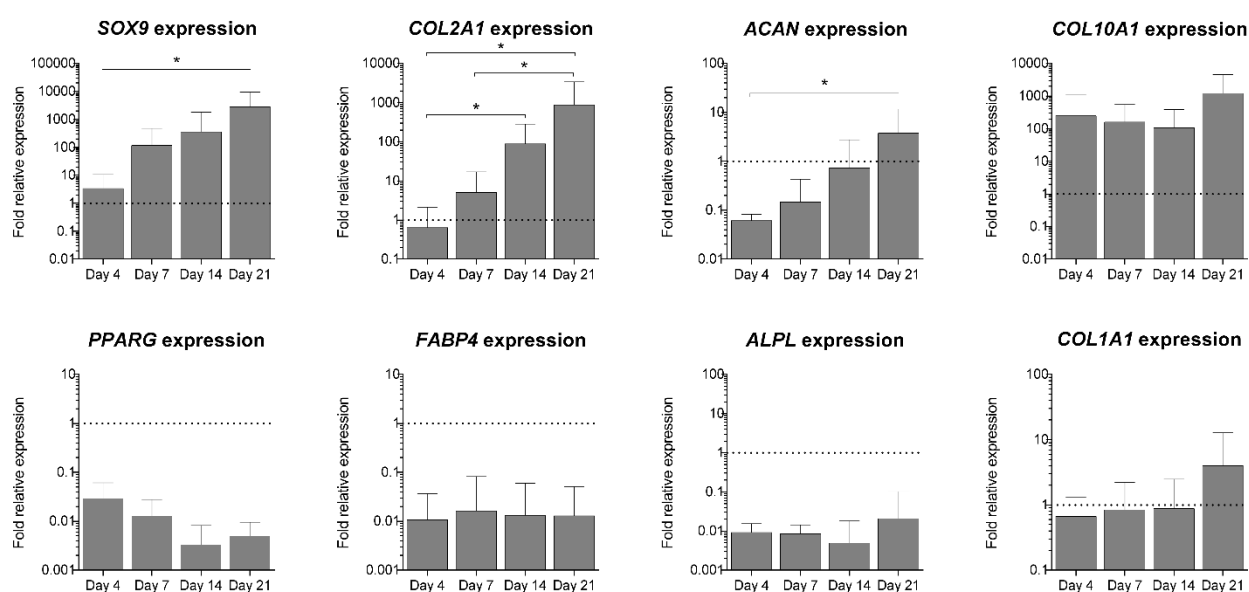 SOX9 expression
Fold relative expression
100000
10000
1000
100
10
1
0.1
0.01
*
Day 4 Day 7 Day 14 Day 21
COL2A1 expression
Fold relative expression
10000
1000
100
10
1
0.1
*
*
*
Day 4 Day 7 Day 14 Day 21
ACAN expression
Fold relative expression
100
10
1
0.1
0.01
*
Day 4 Day 7 Day 14 Day 21
COL10A1 expression
Fold relative expression
10000
1000
100
10
1
0.1
0.01
Day 4 Day 7 Day 14 Day 21
PPARG expression
Fold relative expression
10
1
0.1
0.01
0.001
Day 4 Day 7 Day 14 Day 21
FABP4 expression
Fold relative expression
10
1
0.1
0.01
0.001
Day 4 Day 7 Day 14 Day 21
ALPL expression
Fold relative expression
100
10
1
0.1
0.01
0.001
Day 4 Day 7 Day 14 Day 21
COL1A1 expression
Fold relative expression
100
10
1
0.1
Day 4 Day 7 Day 14 Day 21